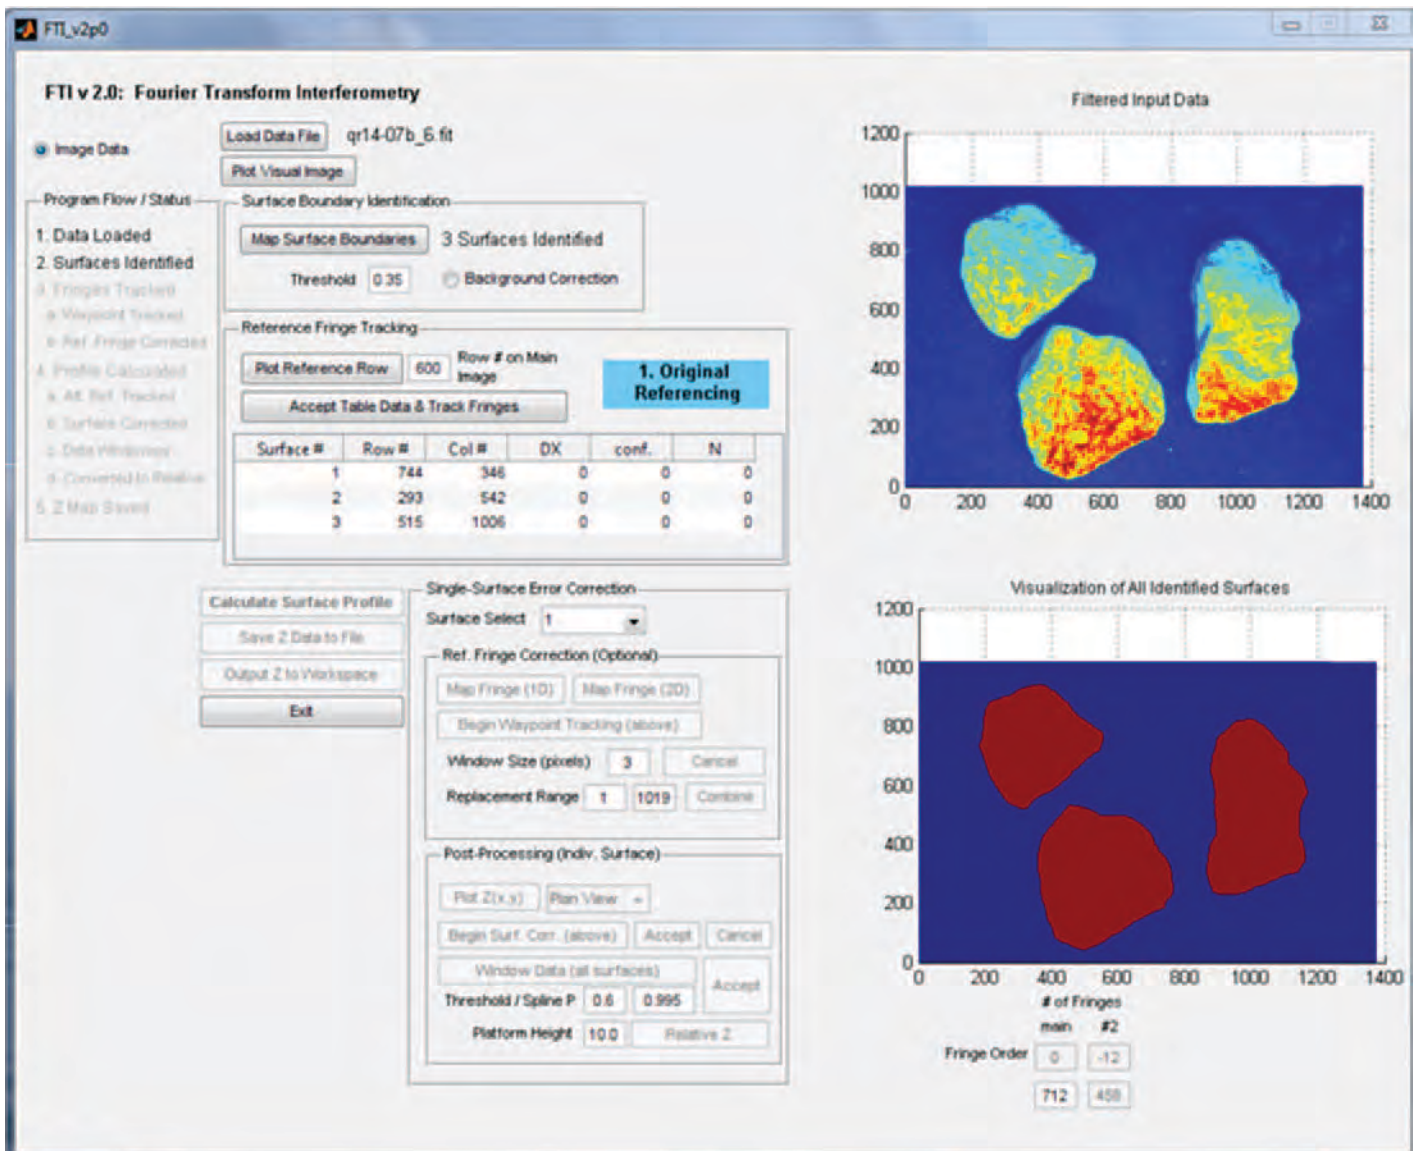 FTI_v2p0
FTI v 2.0: Fourier Transform Interferometry
Image Data
Load Data File qr14-07b_6.fit
Plot Visual Image
Program Flow / Status
1. Data Loaded
2. Surfaces Identified
3. Fringes Tracked
a. Waypoint Tracked
b. Ref. Fringe Corrected
4. Profile Calculated
a. Alt. Ref. Tracked
b. Surface Corrected
c. Data Windowed
d. Converted to Relative
5. Z Map Saved
Surface Boundary Identification
Map Surface Boundaries 3 Surfaces Identified
Threshold 0.35 Background Correction
Reference Fringe Tracking
Plot Reference Row 600 Row # on Main Image
1. Original Referencing
Accept Table Data & Track Fringes
Surface # Row # Col # DX conf. N
1 744 346 0 0 0
2 293 542 0 0 0
3 515 1006 0 0 0
Calculate Surface Profile
Save Z Data to File
Output Z to Workspace
Exit
Single-Surface Error Correction
Surface Select 1
Ref. Fringe Correction (Optional)
Map Fringe (1D) Map Fringe (2D)
Begin Waypoint Tracking (above)
Window Size (pixels) 3 Cancel
Replacement Range 1 1019 Combine
Post-Processing (Indiv. Surface)
Plot Z(x,y) Plan View
Begin Surf. Corr. (above) Accept Cancel
Window Data (all surfaces)
Accept
Threshold / Spline P 0.6 0.995
Platform Height 10.0 Relative Z
Filtered Input Data
1200
1000
800
600
400
200
0
0 200 400 600 800 1000 1200 1400
Visualization of All Identified Surfaces
1200
1000
800
600
400
200
0
0 200 400 600 800 1000 1200 1400
# of Fringes
main #2
Fringe Order 0 -12
712 458